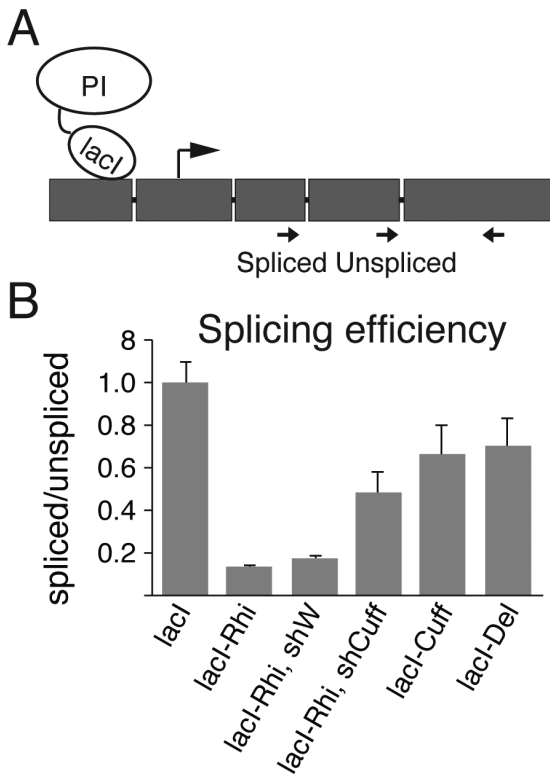 A
PI
lacI
Spliced Unspliced
B
Splicing efficiency
spliced/unspliced
8
1.0
0.8
0.6
0.4
0.2
lacI
lacI-Rhi
lacI-Rhi, shW
lacI-Rhi, shCuff
lacI-Cuff
lacI-Del